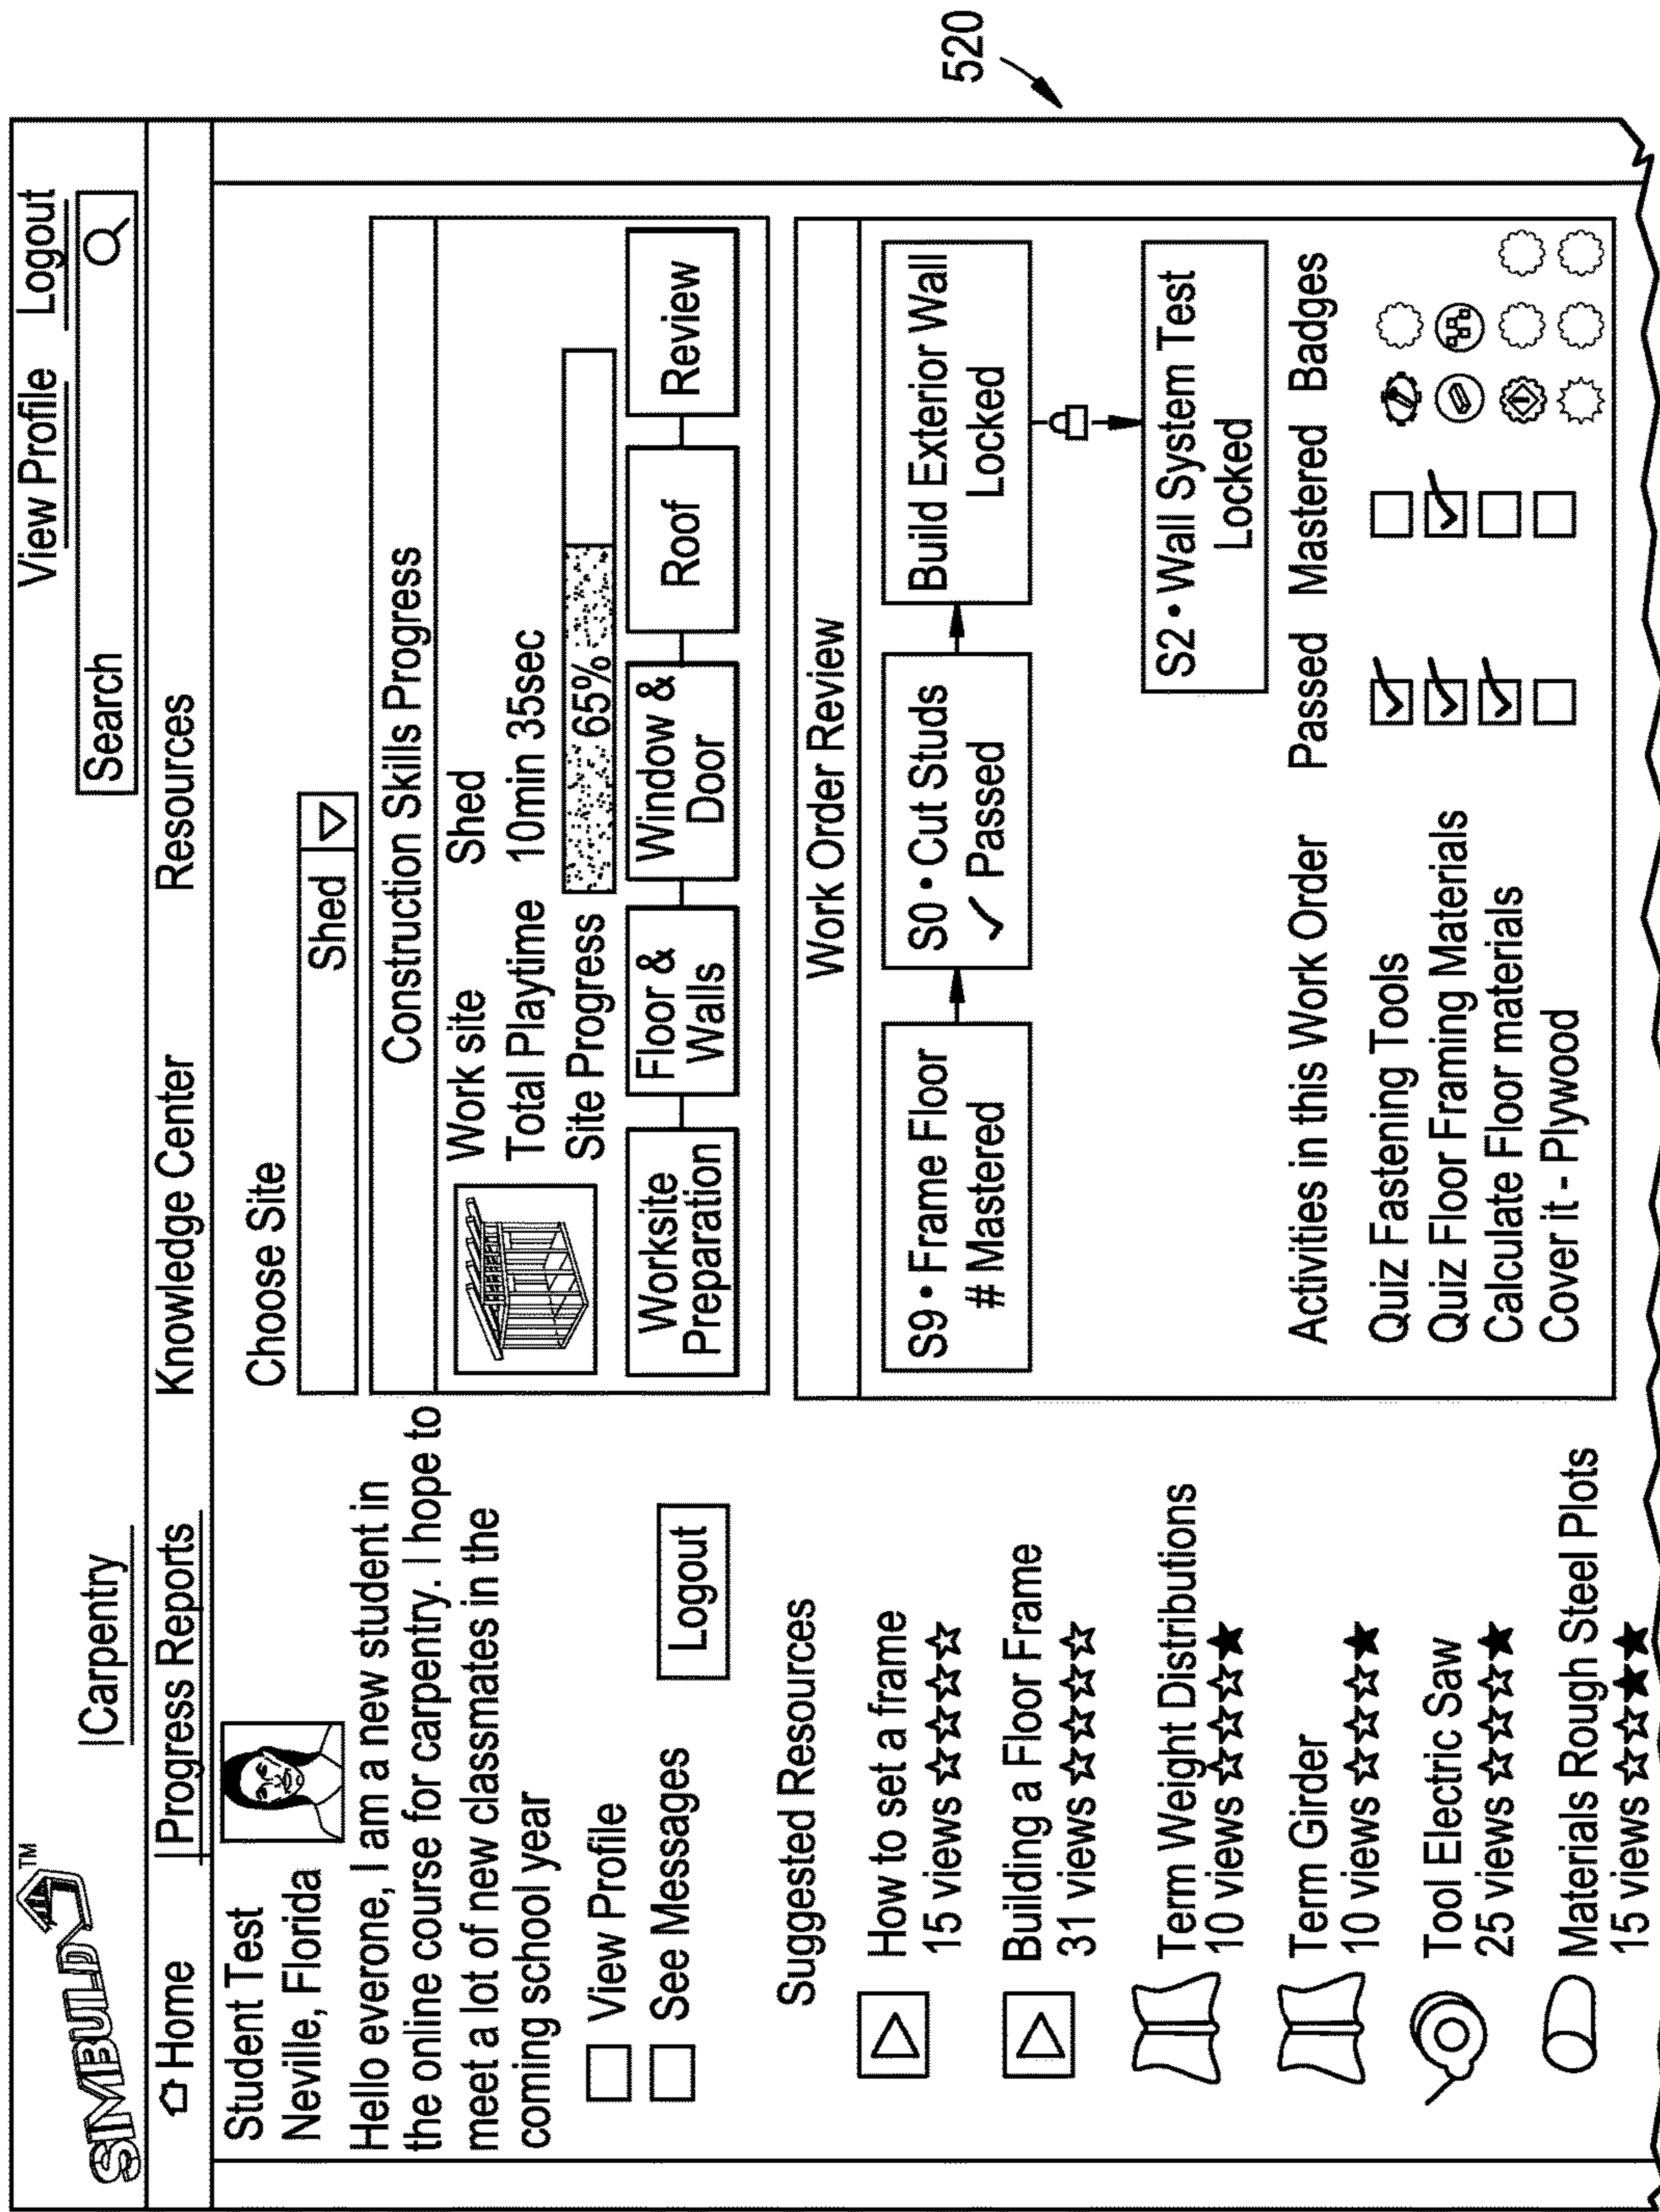 SIMBUILD™
Carpentry
View Profile Logout
Search
Home Progress Reports Knowledge Center Resources
Student Test
Neville, Florida
Hello everone, I am a new student in
the online course for carpentry. I hope to
meet a lot of new classmates in the
coming school year
View Profile
See Messages
Logout
Suggested Resources
How to set a frame
15 views
Building a Floor Frame
31 views
Term Weight Distributions
10 views
Term Girder
10 views
Tool Electric Saw
25 views
Materials Rough Steel Plots
15 views
Choose Site
Shed
Construction Skills Progress
Work site Shed
Total Playtime 10min 35sec
Site Progress 65%
Worksite
Preparation
Floor &
Walls
Window &
Door
Roof
Review
Work Order Review
S9 • Frame Floor
# Mastered
S0 • Cut Studs
✓ Passed
Build Exterior Wall
Locked
S2 • Wall System Test
Locked
Activities in this Work Order Passed Mastered Badges
Quiz Fastening Tools
Quiz Floor Framing Materials
Calculate Floor materials
Cover it - Plywood
520